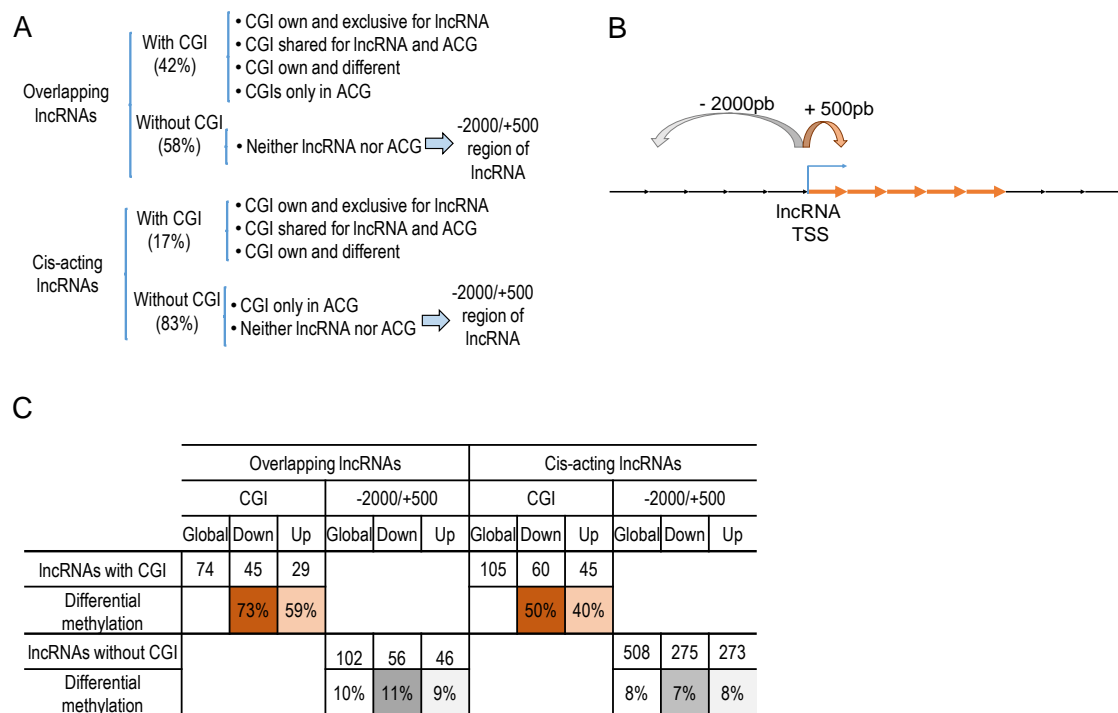 A
Overlapping
lncRNAs
With CGI
(42%)
• CGI own and exclusive for lncRNA
• CGI shared for lncRNA and ACG
• CGI own and different
• CGIs only in ACG
Without CGI
(58%)
• Neither lncRNA nor ACG
-2000/+500
region of
lncRNA
Cis-acting
lncRNAs
With CGI
(17%)
• CGI own and exclusive for lncRNA
• CGI shared for lncRNA and ACG
• CGI own and different
Without CGI
(83%)
• CGI only in ACG
• Neither lncRNA nor ACG
-2000/+500
region of
lncRNA
B
- 2000pb
+ 500pb
lncRNA
TSS
C
Overlapping lncRNAs Cis-acting lncRNAs
CGI -2000/+500 CGI -2000/+500
Global Down Up Global Down Up Global Down Up Global Down Up
lncRNAs with CGI 74 45 29 105 60 45
Differential
methylation 73% 59% 50% 40%
lncRNAs without CGI 102 56 46 508 275 273
Differential
methylation 10% 11% 9% 8% 7% 8%